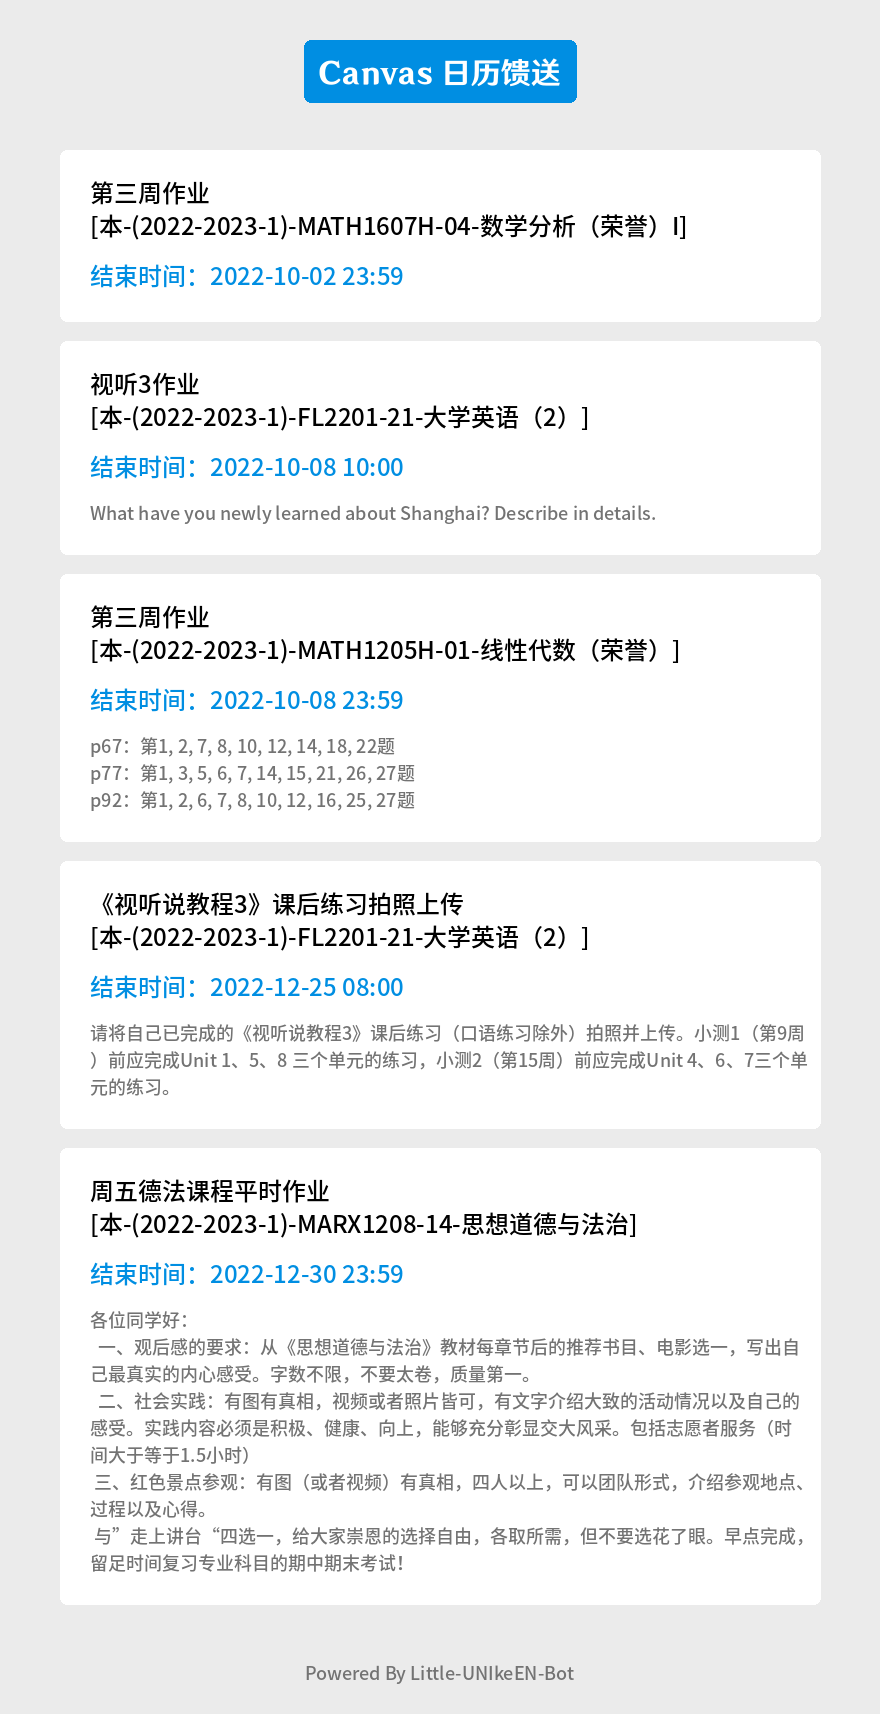 Canvas 日历馈送
第三周作业
[本-(2022-2023-1)-MATH1607H-04-数学分析（荣誉）I]
结束时间：2022-10-02 23:59
视听3作业
[本-(2022-2023-1)-FL2201-21-大学英语（2）]
结束时间：2022-10-08 10:00
What have you newly learned about Shanghai? Describe in details.
第三周作业
[本-(2022-2023-1)-MATH1205H-01-线性代数（荣誉）]
结束时间：2022-10-08 23:59
p67：第1, 2, 7, 8, 10, 12, 14, 18, 22题
p77：第1, 3, 5, 6, 7, 14, 15, 21, 26, 27题
p92：第1, 2, 6, 7, 8, 10, 12, 16, 25, 27题
《视听说教程3》课后练习拍照上传
[本-(2022-2023-1)-FL2201-21-大学英语（2）]
结束时间：2022-12-25 08:00
请将自己已完成的《视听说教程3》课后练习（口语练习除外）拍照并上传。小测1（第9周
）前应完成Unit 1、5、8 三个单元的练习，小测2（第15周）前应完成Unit 4、6、7三个单
元的练习。
周五德法课程平时作业
[本-(2022-2023-1)-MARX1208-14-思想道德与法治]
结束时间：2022-12-30 23:59
各位同学好：
一、观后感的要求：从《思想道德与法治》教材每章节后的推荐书目、电影选一，写出自
己最真实的内心感受。字数不限，不要太卷，质量第一。
二、社会实践：有图有真相，视频或者照片皆可，有文字介绍大致的活动情况以及自己的
感受。实践内容必须是积极、健康、向上，能够充分彰显交大风采。包括志愿者服务（时
间大于等于1.5小时）
三、红色景点参观：有图（或者视频）有真相，四人以上，可以团队形式，介绍参观地点、
过程以及心得。
与”走上讲台“四选一，给大家崇恩的选择自由，各取所需，但不要选花了眼。早点完成，
留足时间复习专业科目的期中期末考试！
Powered By Little-UNIkeEN-Bot